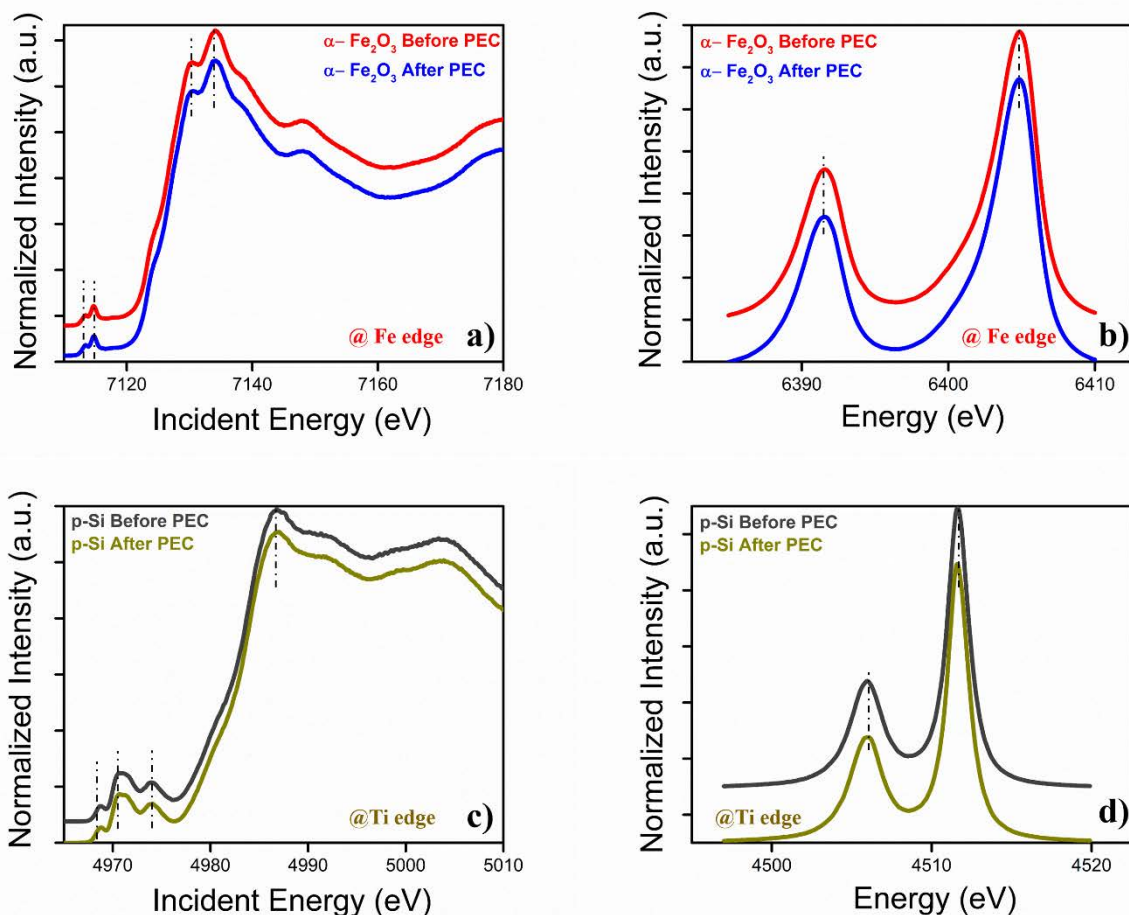 Normalized Intensity (a.u.)
α– Fe₂O₃ Before PEC
α– Fe₂O₃ After PEC
@ Fe edge
a)
7120 7140 7160 7180
Incident Energy (eV)
Normalized Intensity (a.u.)
α– Fe₂O₃ Before PEC
α– Fe₂O₃ After PEC
@ Fe edge
b)
6390 6400 6410
Energy (eV)
Normalized Intensity (a.u.)
p-Si Before PEC
p-Si After PEC
@Ti edge
c)
4970 4980 4990 5000 5010
Incident Energy (eV)
Normalized Intensity (a.u.)
p-Si Before PEC
p-Si After PEC
@Ti edge
d)
4500 4510 4520
Energy (eV)